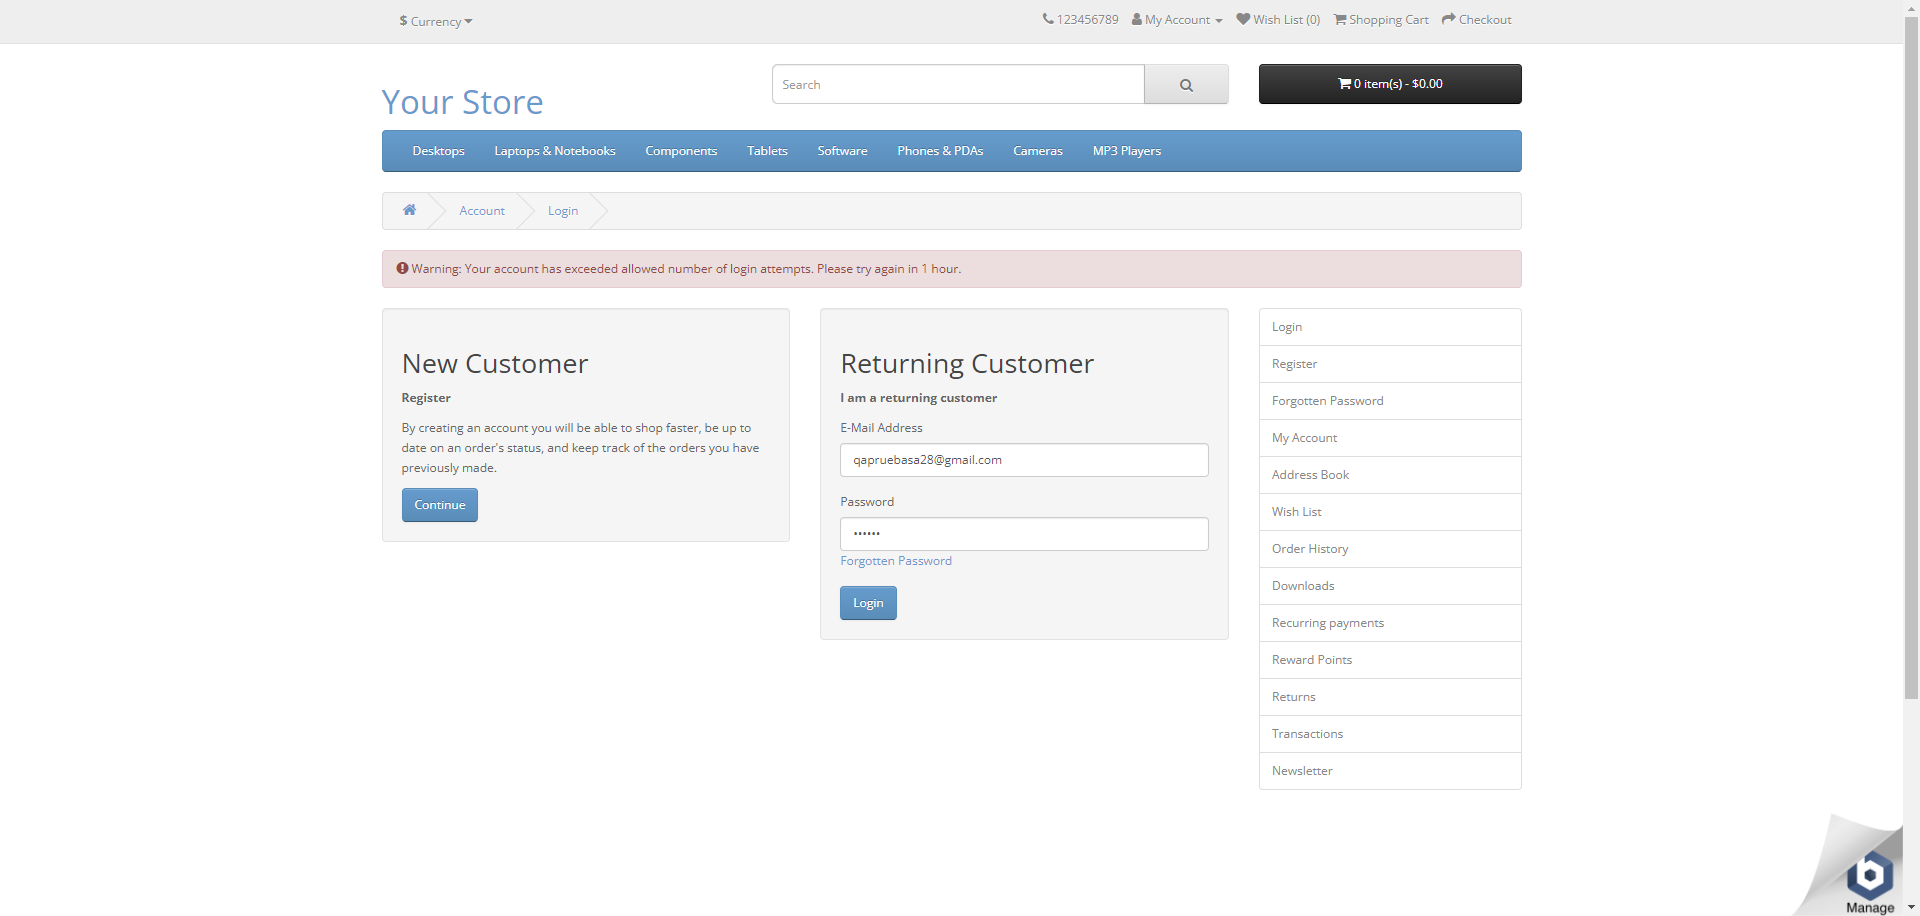 $ Currency
123456789 My Account Wish List (0) Shopping Cart Checkout
Your Store
Search
0 item(s) - $0.00
Desktops Laptops & Notebooks Components Tablets Software Phones & PDAs Cameras MP3 Players
Account Login
Warning: Your account has exceeded allowed number of login attempts. Please try again in 1 hour.
New Customer
Register
By creating an account you will be able to shop faster, be up to
date on an order's status, and keep track of the orders you have
previously made.
Continue
Returning Customer
I am a returning customer
E-Mail Address
qapruebasa28@gmail.com
Password
••••••
Forgotten Password
Login
Login
Register
Forgotten Password
My Account
Address Book
Wish List
Order History
Downloads
Recurring payments
Reward Points
Returns
Transactions
Newsletter
b
Manage